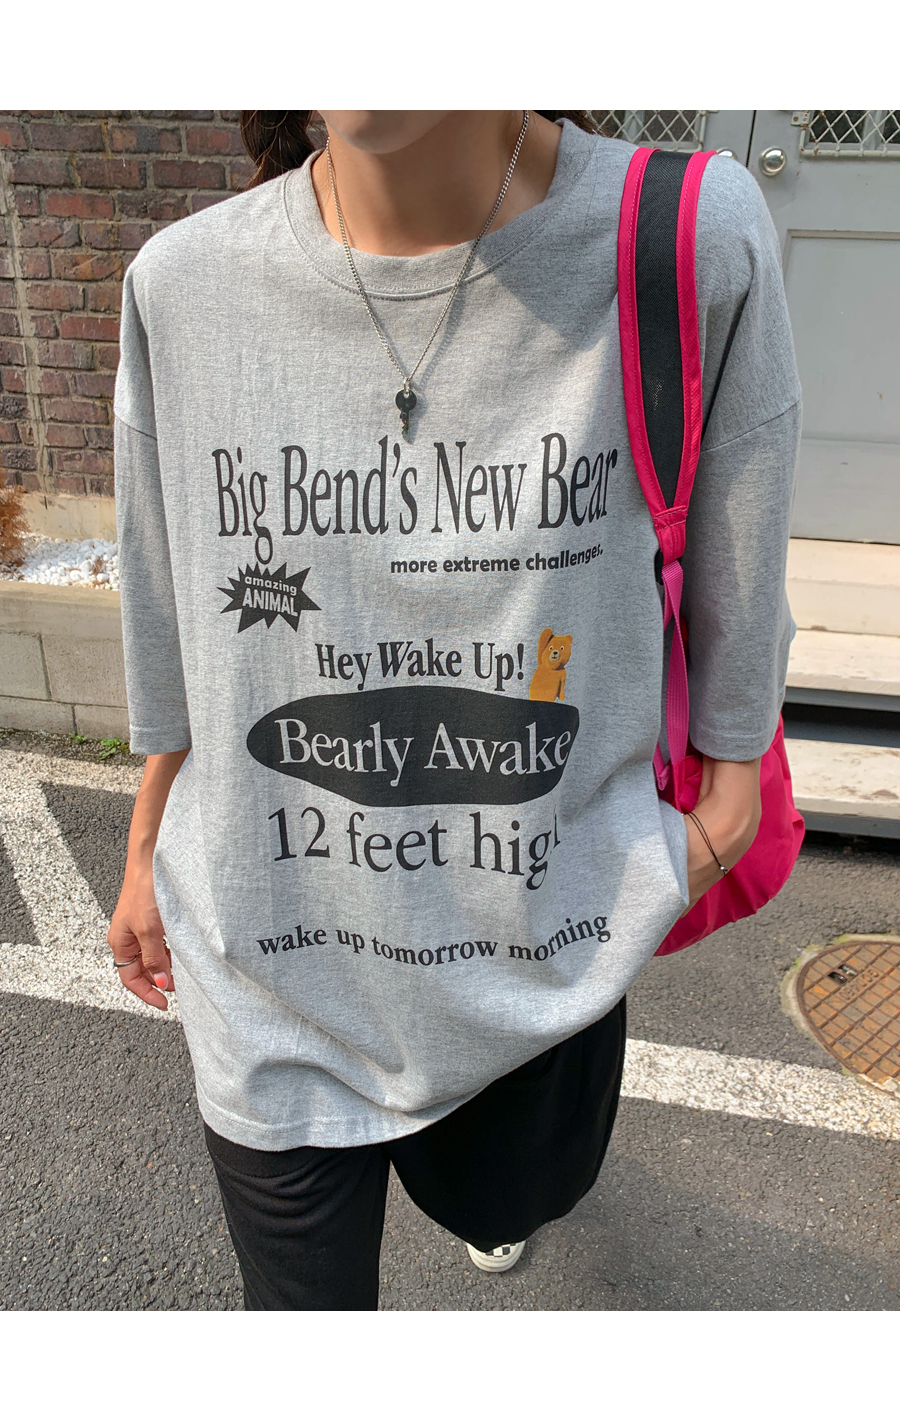 Big Bend's New Bear
more extreme challenges.
amazing
ANIMAL
Hey Wake Up!
Bearly Awake
12 feet high
wake up tomorrow morning